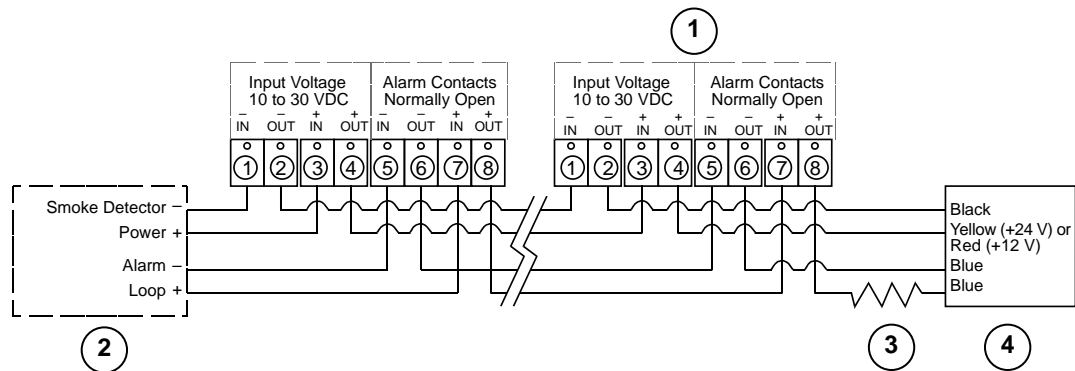 1
Input Voltage
10 to 30 VDC
Alarm Contacts
Normally Open
Input Voltage
10 to 30 VDC
Alarm Contacts
Normally Open
– – + + – – + +
IN OUT IN OUT IN OUT IN OUT
– – + + – – + +
IN OUT IN OUT IN OUT IN OUT
1 2 3 4 5 6 7 8
1 2 3 4 5 6 7 8
Smoke Detector –
Power +
Alarm –
Loop +
Black
Yellow (+24 V) or
Red (+12 V)
Blue
Blue
2
3
4